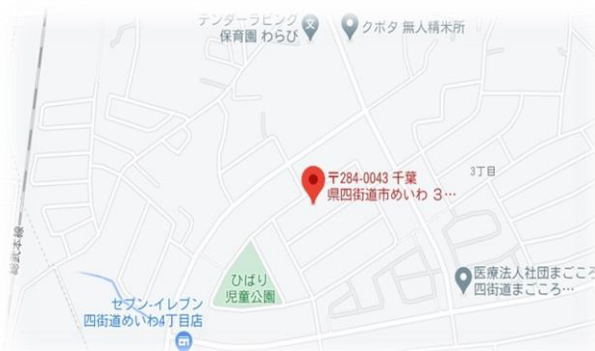 テンダーラビング
保育園 わらび
クボタ 無人精米所
〒284-0043 千葉
県四街道市めいわ 3…
3丁目
総武本線
ひばり
児童公園
医療法人社団まごころ
四街道まごころ…
セブン-イレブン
四街道めいわ4丁目店